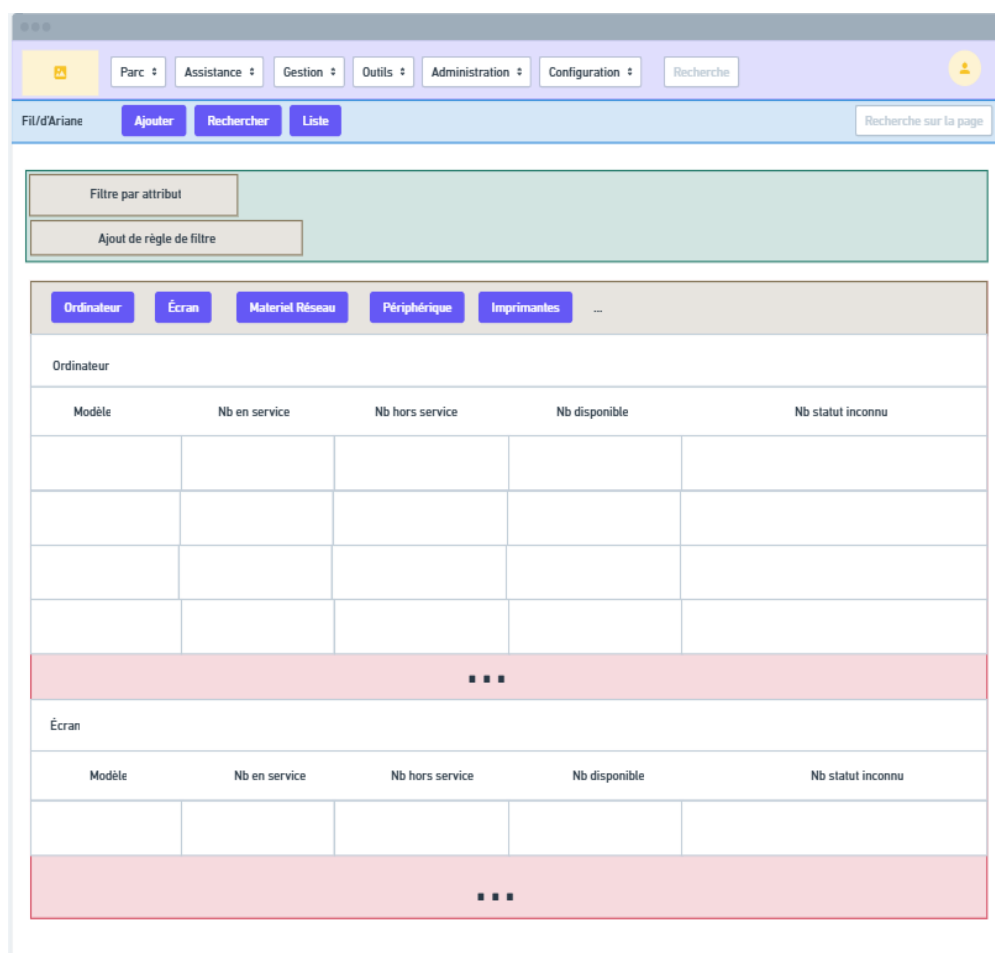 Parc Assistance Gestion Outils Administration Configuration Recherche
Fil/d'Ariane Ajouter Rechercher Liste Recherche sur la page
Filtre par attribut
Ajout de règle de filtre
Ordinateur Écran Materiel Réseau Périphérique Imprimantes ...
Ordinateur
Modèle Nb en service Nb hors service Nb disponible Nb statut inconnu
...
Écran
Modèle Nb en service Nb hors service Nb disponible Nb statut inconnu
...